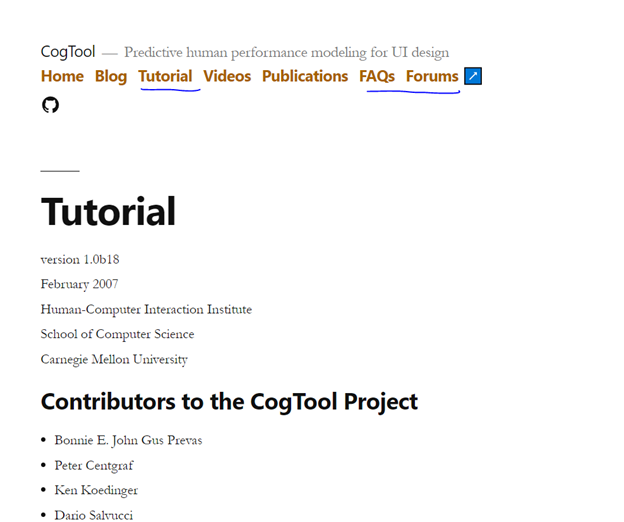 CogTool — Predictive human performance modeling for UI design
Home Blog Tutorial Videos Publications FAQs Forums ↗
Tutorial
version 1.0b18
February 2007
Human-Computer Interaction Institute
School of Computer Science
Carnegie Mellon University
Contributors to the CogTool Project
• Bonnie E. John Gus Prevas
• Peter Centgraf
• Ken Koedinger
• Dario Salvucci